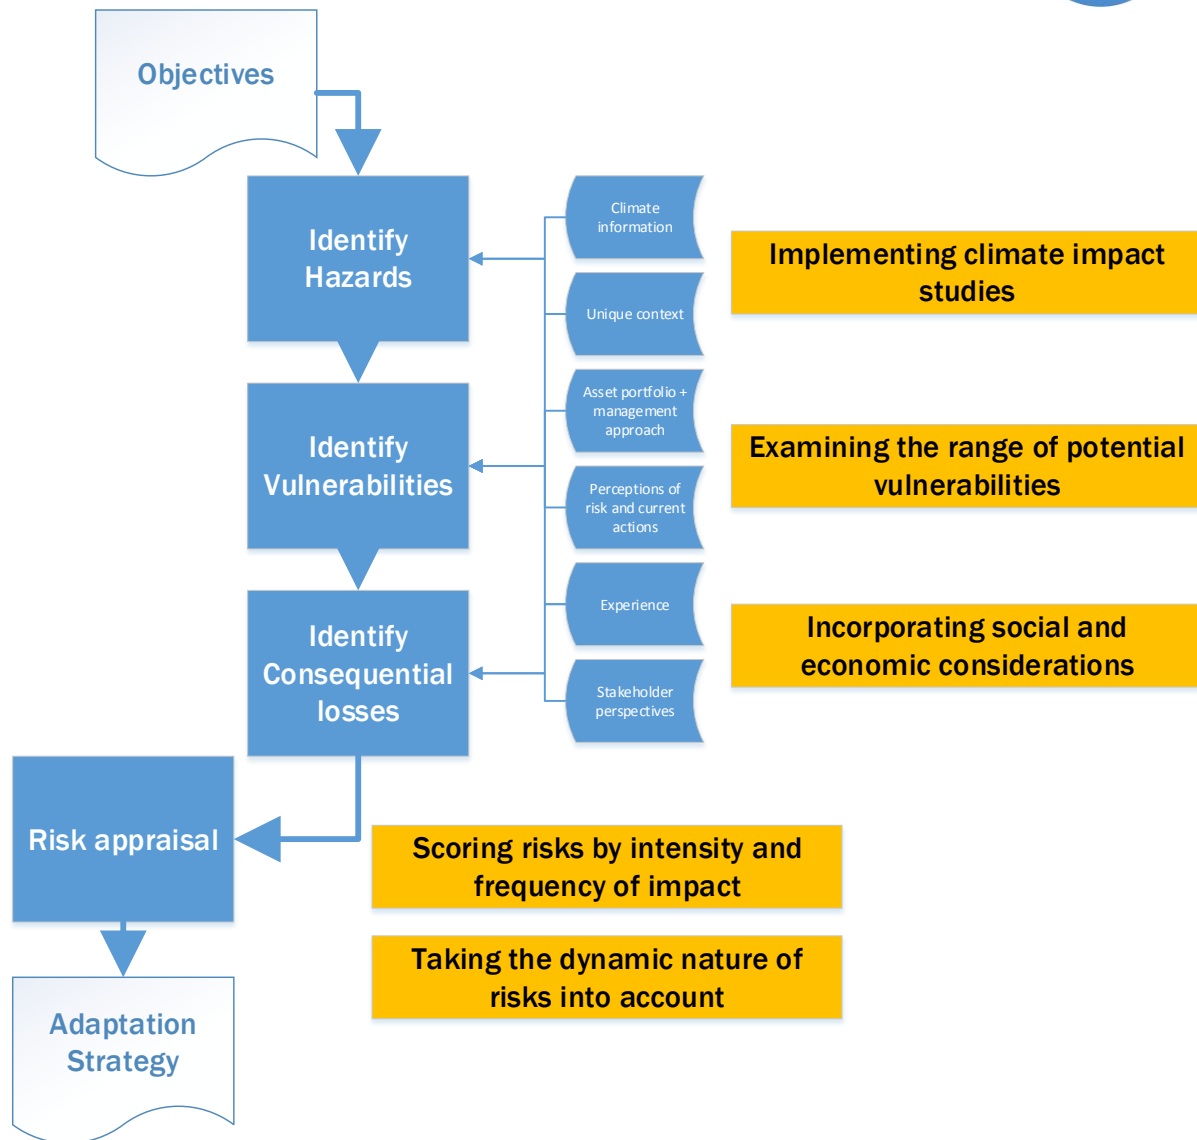 Objectives
Identify
Hazards
Climate
information
Implementing climate impact
studies
Unique context
Identify
Vulnerabilities
Asset portfolio +
management
approach
Examining the range of potential
vulnerabilities
Perceptions of
risk and current
actions
Identify
Consequential
losses
Experience
Incorporating social and
economic considerations
Stakeholder
perspectives
Risk appraisal
Scoring risks by intensity and
frequency of impact
Taking the dynamic nature of
risks into account
Adaptation
Strategy